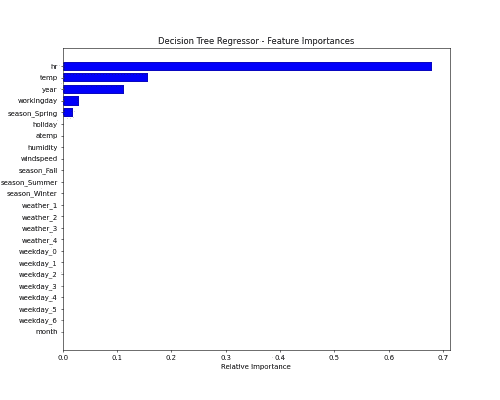 Decision Tree Regressor - Feature Importances
hr
temp
year
workingday
season_Spring
holiday
atemp
humidity
windspeed
season_Fall
season_Summer
season_Winter
weather_1
weather_2
weather_3
weather_4
weekday_0
weekday_1
weekday_2
weekday_3
weekday_4
weekday_5
weekday_6
month
0.0 0.1 0.2 0.3 0.4 0.5 0.6 0.7
Relative Importance